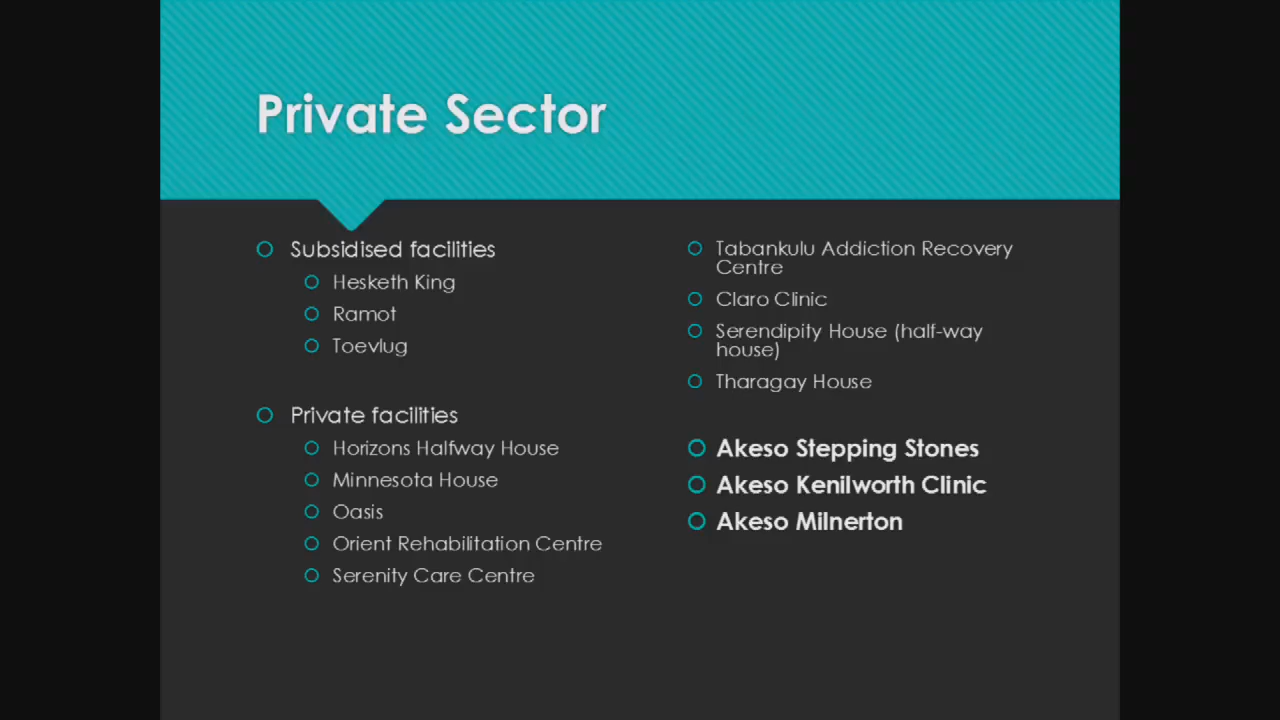 Private Sector
Subsidised facilities
Hesketh King
Ramot
Toevlug
Private facilities
Horizons Halfway House
Minnesota House
Oasis
Orient Rehabilitation Centre
Serenity Care Centre
Tabankulu Addiction Recovery
Centre
Claro Clinic
Serendipity House (half-way
house)
Tharagay House
Akeso Stepping Stones
Akeso Kenilworth Clinic
Akeso Milnerton